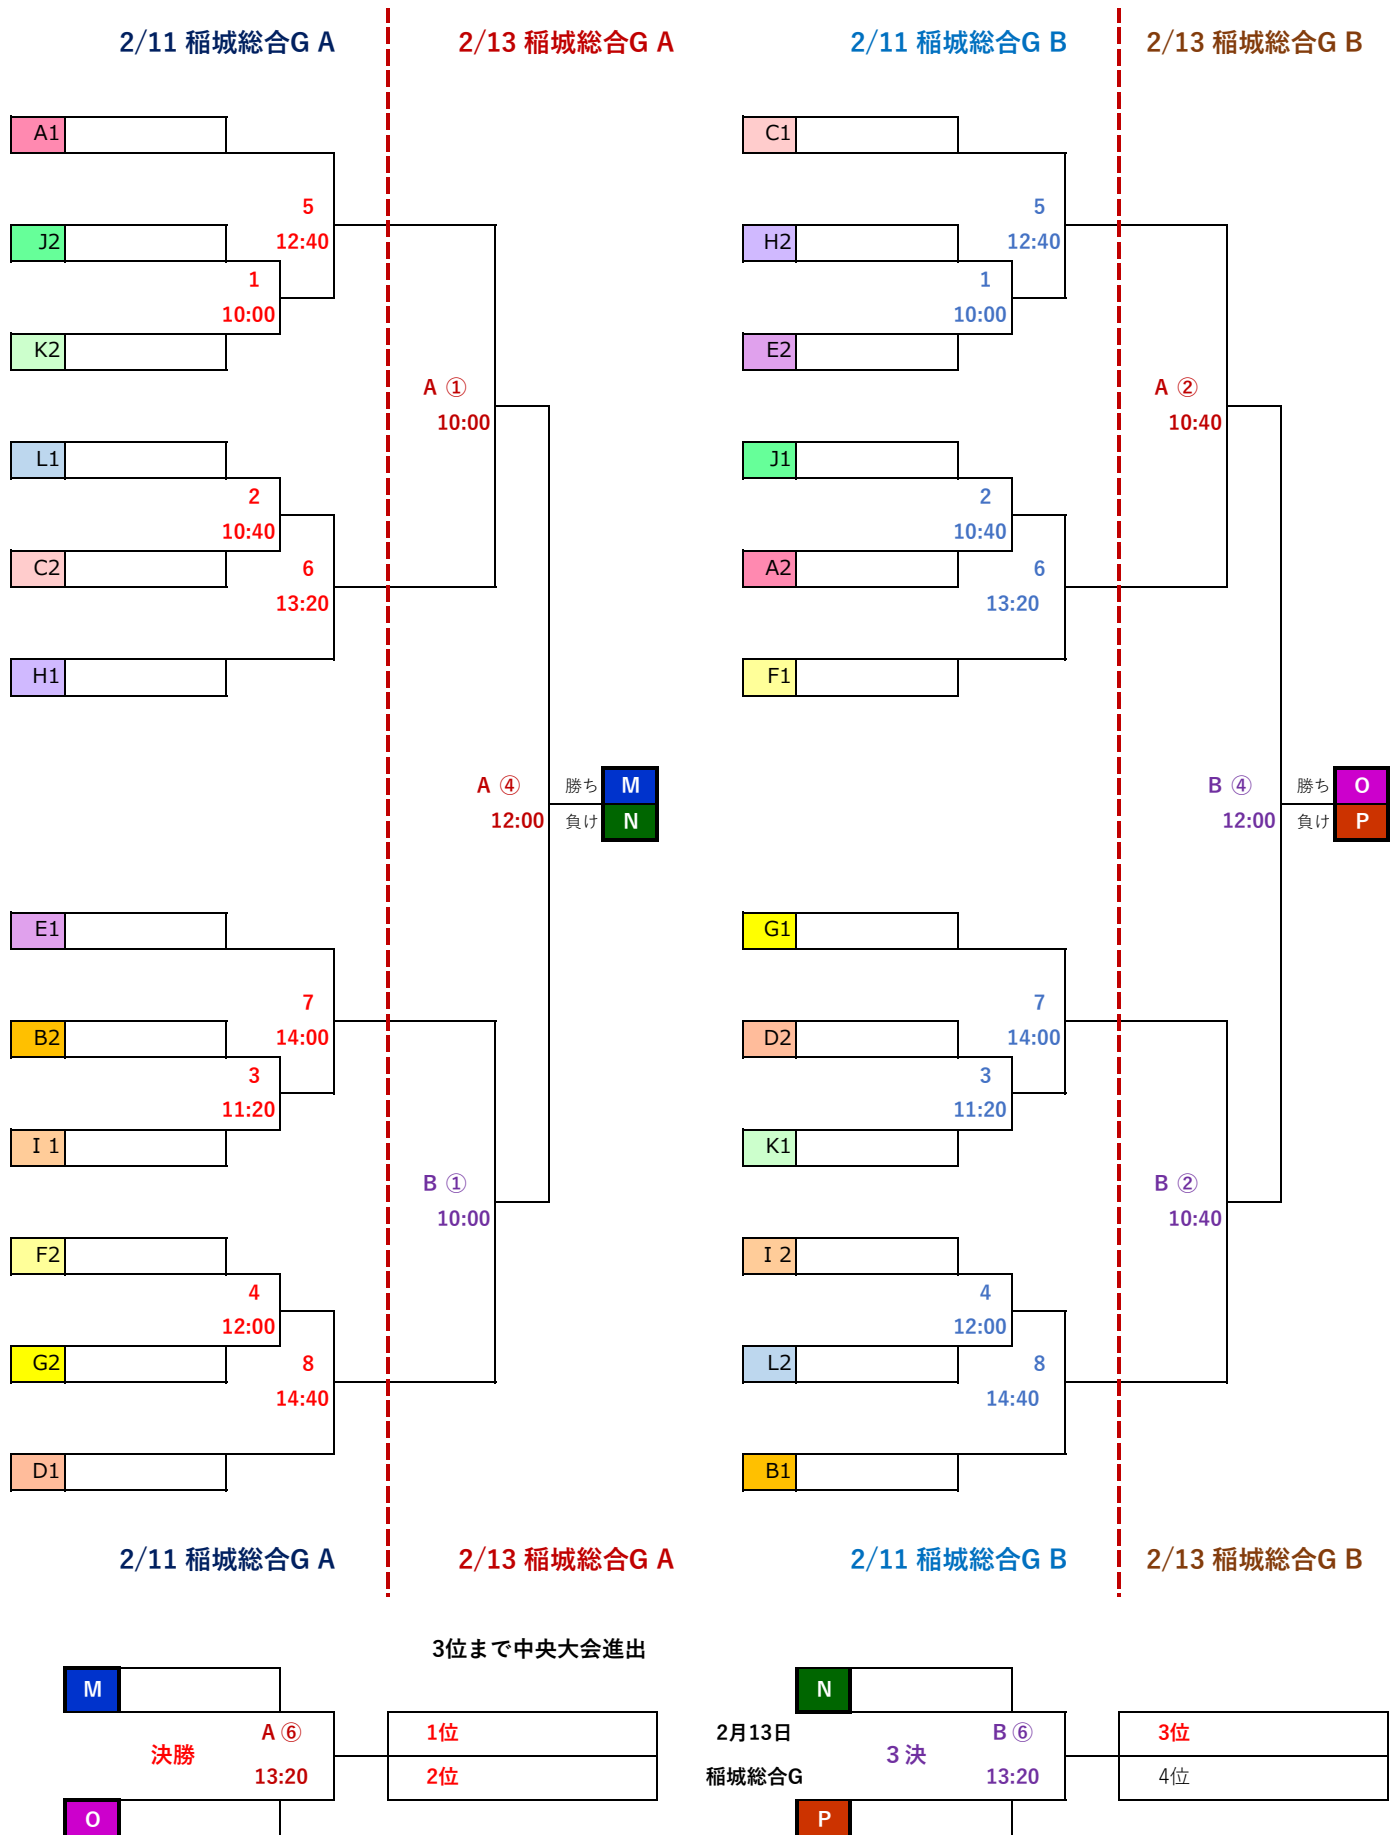 2/11 稲城総合G A 2/13 稲城総合G A 2/11 稲城総合G B 2/13 稲城総合G B
A1 C1
5 5
J2 12:40 H2 12:40
1 1
10:00 10:00
K2 E2
A ① A ②
10:00 10:40
L1 J1
2 2
10:40 10:40
C2 6 A2 6
13:20 13:20
H1 F1
A ④ 勝ち M B ④ 勝ち O
12:00 負け N 12:00 負け P
E1 G1
7 7
B2 14:00 D2 14:00
3 3
11:20 11:20
I 1 K1
B ① B ②
10:00 10:40
F2 I 2
4 4
12:00 12:00
G2 8 L2 8
14:40 14:40
D1 B1
2/11 稲城総合G A 2/13 稲城総合G A 2/11 稲城総合G B 2/13 稲城総合G B
3位まで中央大会進出
M N
A ⑥ 1位 2月13日 B ⑥ 3位
決勝 3 決
13:20 2位 稲城総合G 13:20 4位
O P